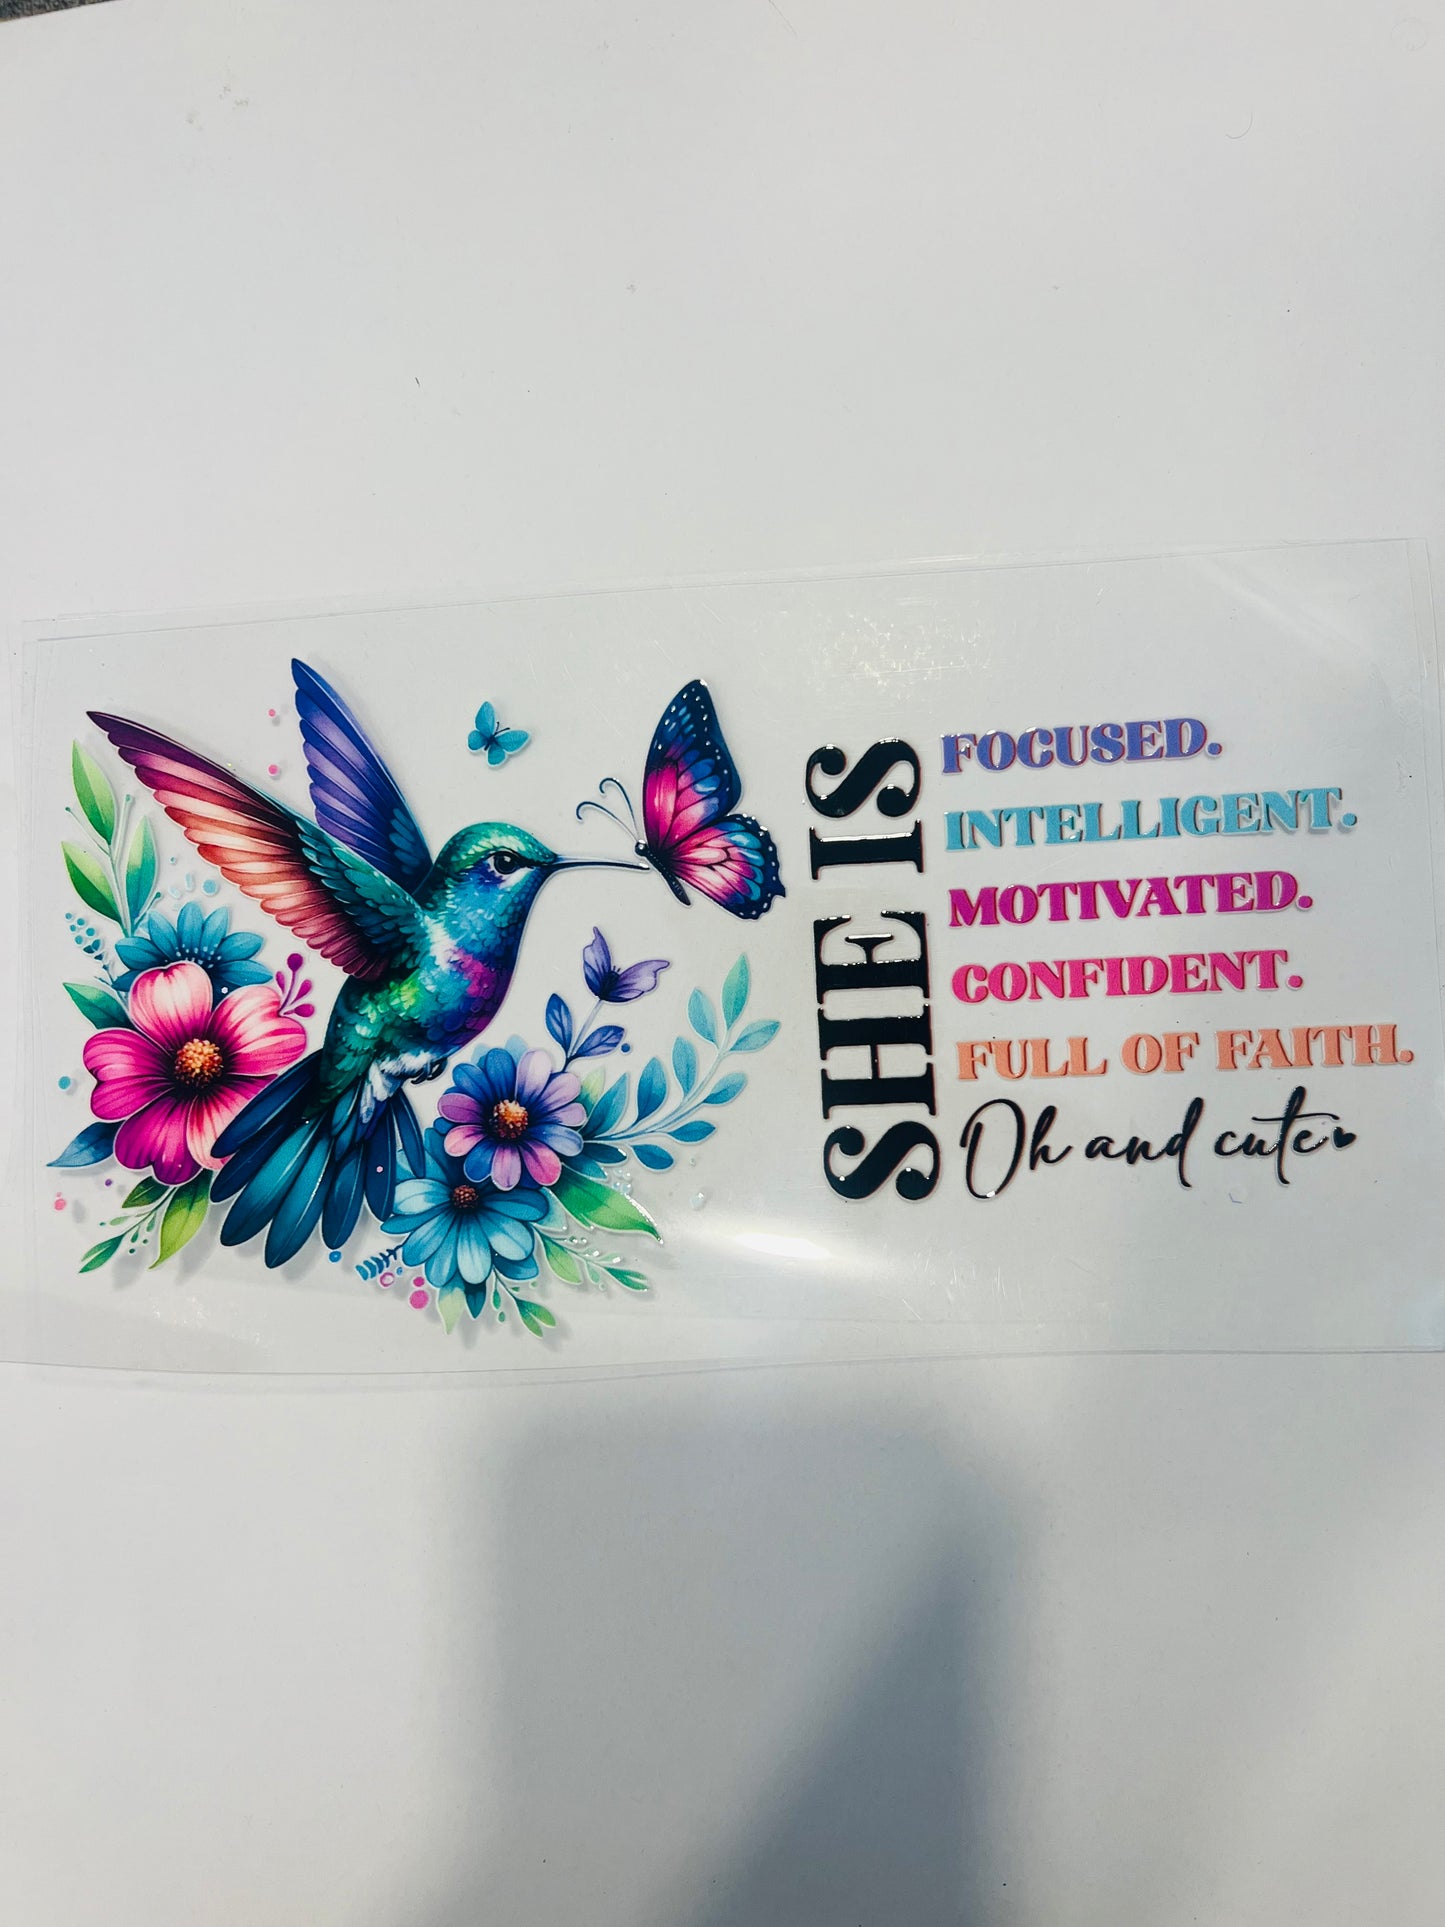 SHE IS
FOCUSED.
INTELLIGENT.
MOTIVATED.
CONFIDENT.
FULL OF FAITH.
Oh and cute